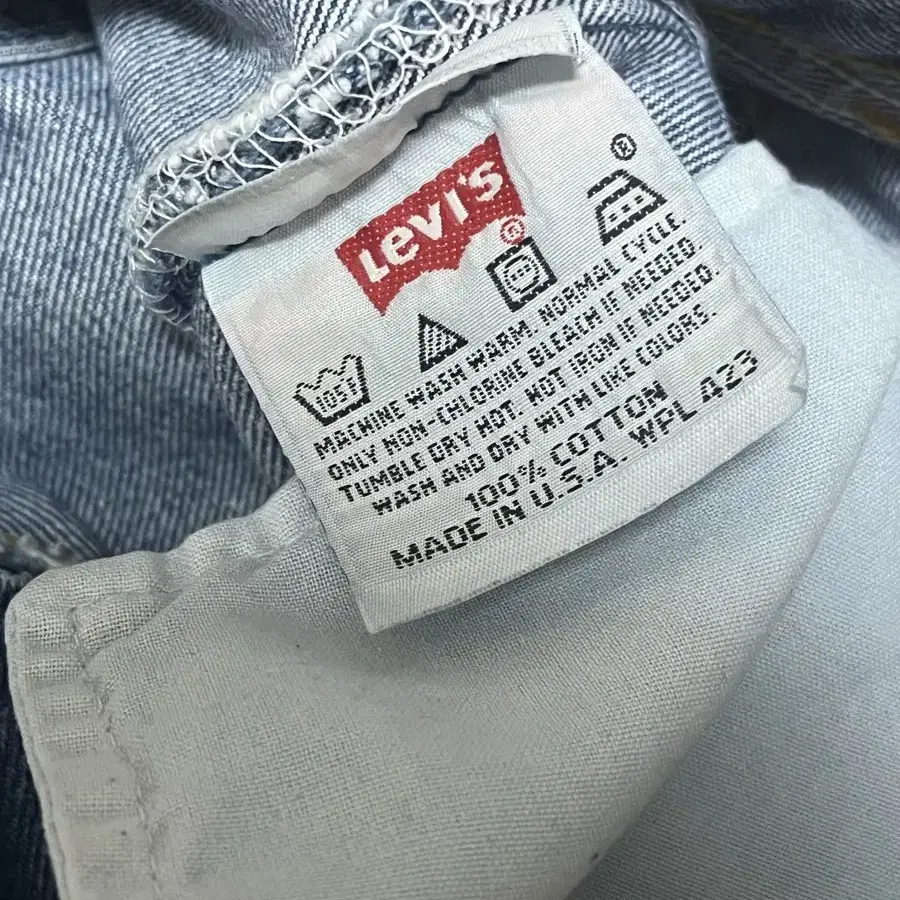 LEVI'S
®
®
105F
MACHINE WASH WARM. NORMAL CYCLE.
ONLY NON-CHLORINE BLEACH IF NEEDED.
TUMBLE DRY HOT. HOT IRON IF NEEDED.
WASH AND DRY WITH LIKE COLORS.
100% COTTON
MADE IN U.S.A. WPL 423